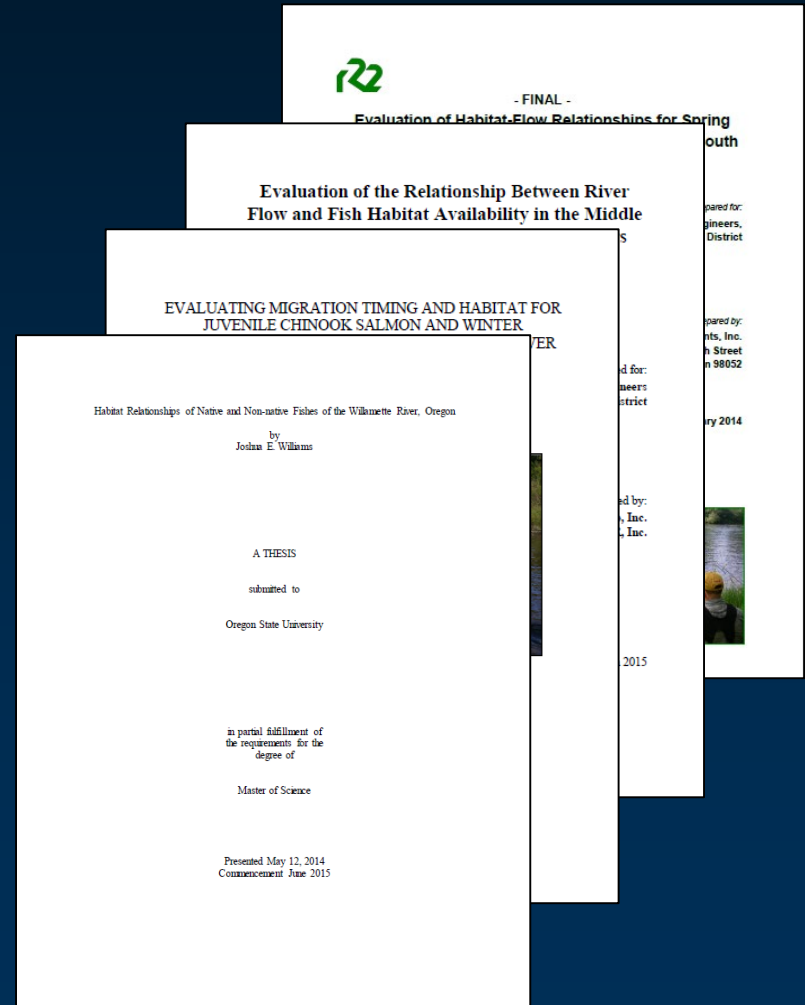 r22
- FINAL -
Evaluation of Habitat-Flow Relationships for Spring
outh
pared for:
gineers,
District
epared by:
nts, Inc.
h Street
n 98052
ry 2014
Evaluation of the Relationship Between River
Flow and Fish Habitat Availability in the Middle
s
d for:
neers
strict
ed by:
, Inc.
, Inc.
2015
EVALUATING MIGRATION TIMING AND HABITAT FOR
JUVENILE CHINOOK SALMON AND WINTER
VER
Habitat Relationships of Native and Non-native Fishes of the Willamette River, Oregon
by
Joshua E. Williams
A THESIS
submitted to
Oregon State University
in partial fulfillment of
the requirements for the
degree of
Master of Science
Presented May 12, 2014
Commencement June 2015